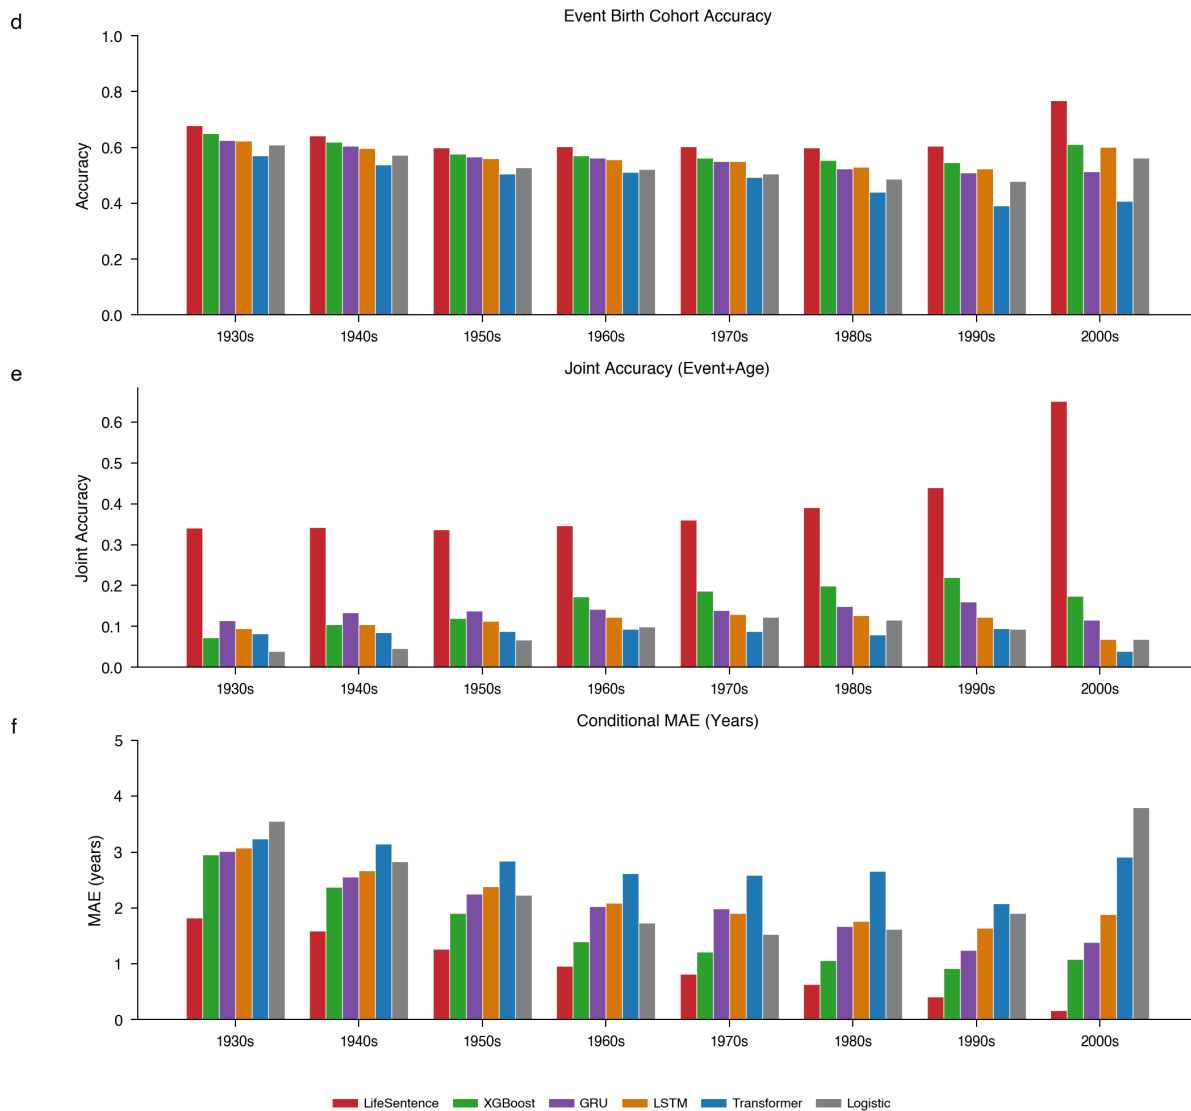 d
Event Birth Cohort Accuracy
Accuracy
1.0
0.8
0.6
0.4
0.2
0.0
1930s 1940s 1950s 1960s 1970s 1980s 1990s 2000s
e
Joint Accuracy (Event+Age)
Joint Accuracy
0.6
0.5
0.4
0.3
0.2
0.1
0.0
1930s 1940s 1950s 1960s 1970s 1980s 1990s 2000s
f
Conditional MAE (Years)
MAE (years)
5
4
3
2
1
0
1930s 1940s 1950s 1960s 1970s 1980s 1990s 2000s
LifeSentence XGBoost GRU LSTM Transformer Logistic